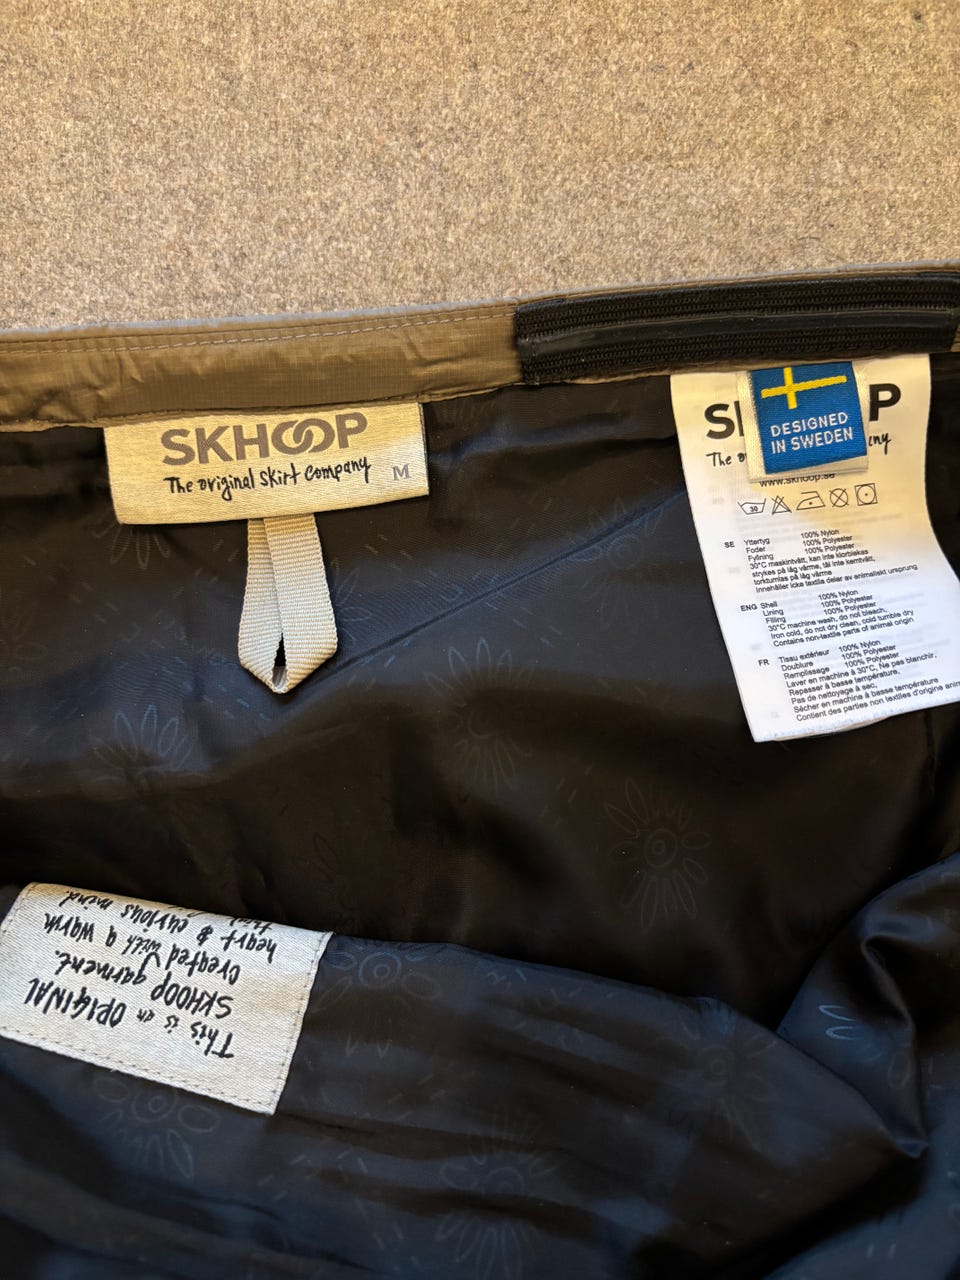 SKHOOP
The original Skirt Company
M
DESIGNED
IN SWEDEN
S P
The
www.skhoop.se
30
SE Yttertyg 100% Nylon
Foder 100% Polyester
Fyllning 100% Polyester
30°C maskintvätt, kan inte klorblekas
strykas på låg värme, tål inte kemtvätt,
torktumlas på låg värme
Innehåller icke textila delar av animaliskt ursprung
ENG Shell 100% Nylon
Lining 100% Polyester
Filling 100% Polyester
30°C machine wash, do not bleach,
Iron cold, do not dry clean, cold tumble dry
Contains non-textile parts of animal origin
FR Tissu extérieur 100% Nylon
Doublure 100% Polyester
Remplissage 100% Polyester
Laver en machine à 30°C, Ne pas blanchir,
Repasser à basse température,
Pas de nettoyage à sec,
Sécher en machine à basse température
Contient des parties non textiles d'origine anim
This is an ORIGINAL
SKHOOP garment.
Created with a warm
heart & curious mind.